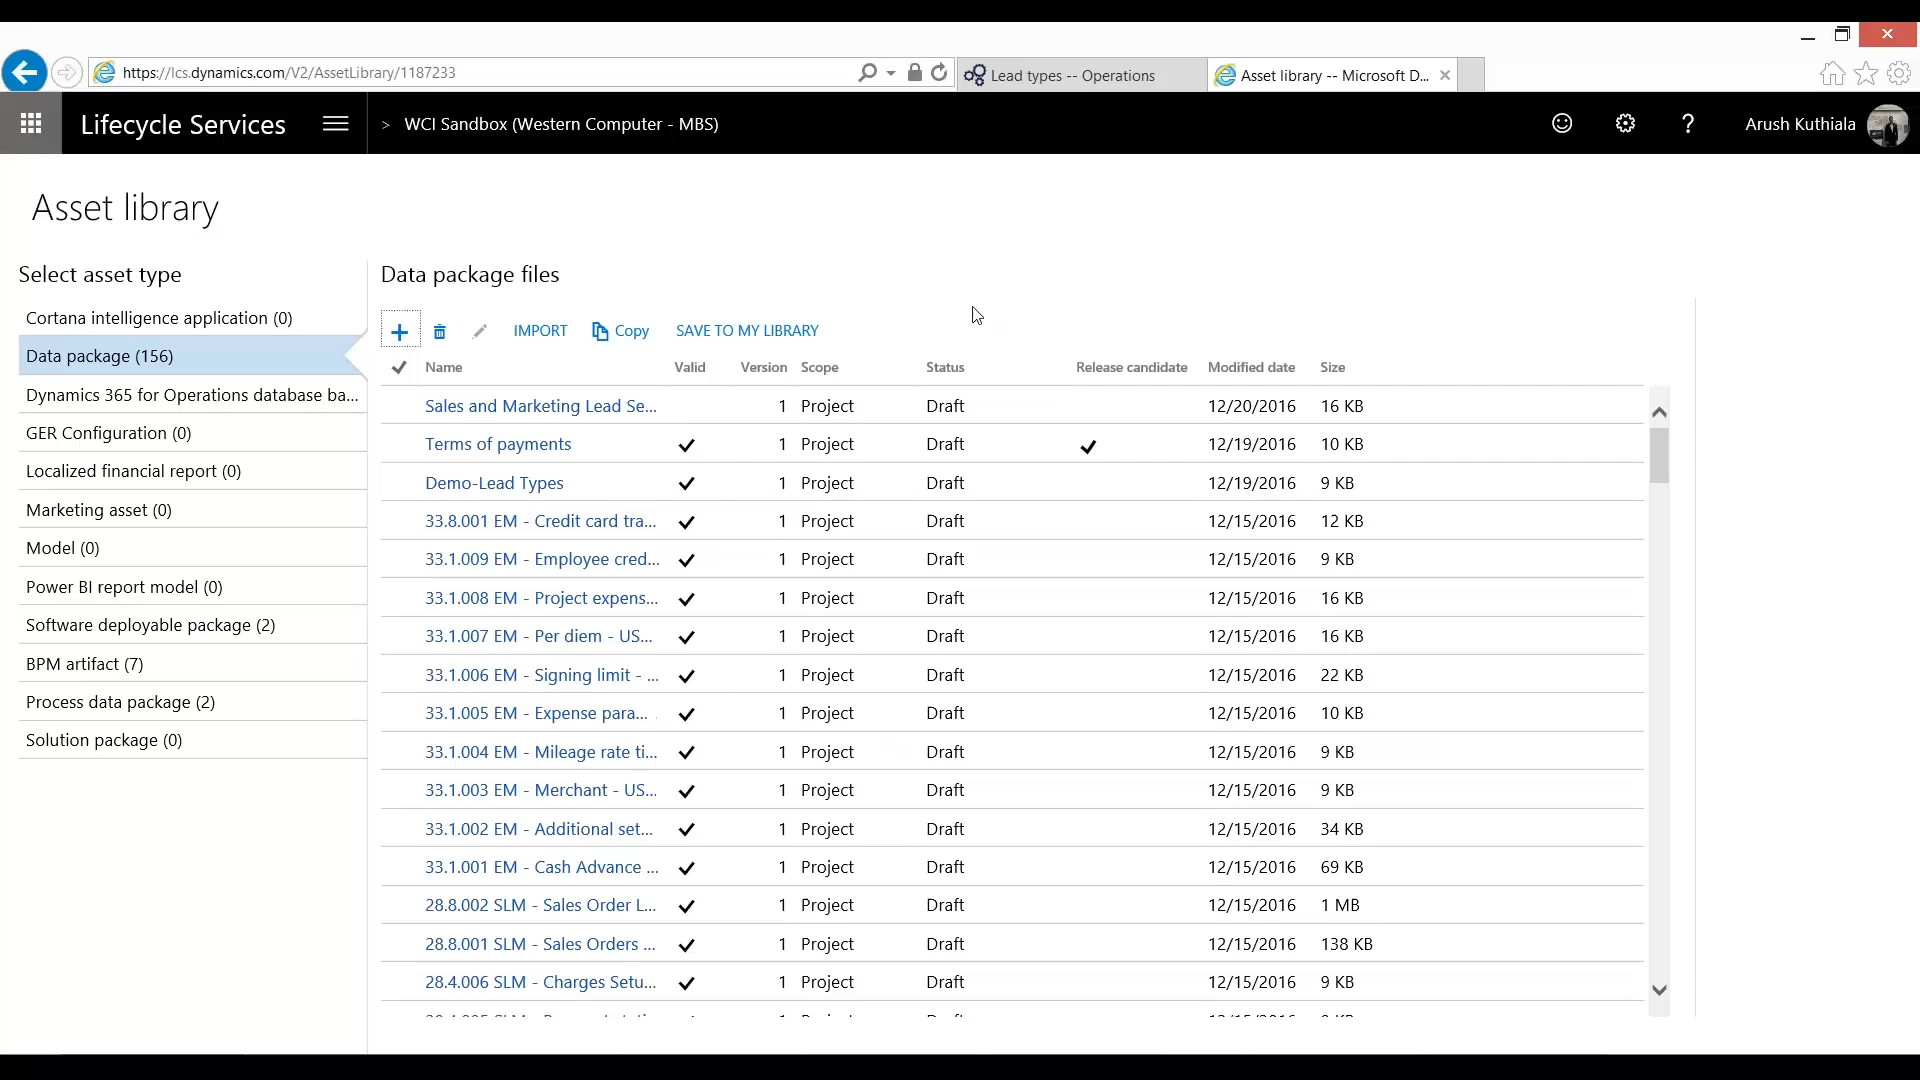 https://lcs.dynamics.com/V2/AssetLibrary/1187233
Lead types -- Operations
Asset library -- Microsoft D...
Lifecycle Services
> WCI Sandbox (Western Computer - MBS)
? Arush Kuthiala
Asset library
Select asset type
Cortana intelligence application (0)
Data package (156)
Dynamics 365 for Operations database ba...
GER Configuration (0)
Localized financial report (0)
Marketing asset (0)
Model (0)
Power BI report model (0)
Software deployable package (2)
BPM artifact (7)
Process data package (2)
Solution package (0)
Data package files
IMPORT Copy SAVE TO MY LIBRARY
Name Valid Version Scope Status Release candidate Modified date Size
Sales and Marketing Lead Se... 1 Project Draft 12/20/2016 16 KB
Terms of payments 1 Project Draft 12/19/2016 10 KB
Demo-Lead Types 1 Project Draft 12/19/2016 9 KB
33.8.001 EM - Credit card tra... 1 Project Draft 12/15/2016 12 KB
33.1.009 EM - Employee cred... 1 Project Draft 12/15/2016 9 KB
33.1.008 EM - Project expens... 1 Project Draft 12/15/2016 16 KB
33.1.007 EM - Per diem - US... 1 Project Draft 12/15/2016 16 KB
33.1.006 EM - Signing limit - ... 1 Project Draft 12/15/2016 22 KB
33.1.005 EM - Expense para... 1 Project Draft 12/15/2016 10 KB
33.1.004 EM - Mileage rate ti... 1 Project Draft 12/15/2016 9 KB
33.1.003 EM - Merchant - US... 1 Project Draft 12/15/2016 9 KB
33.1.002 EM - Additional set... 1 Project Draft 12/15/2016 34 KB
33.1.001 EM - Cash Advance ... 1 Project Draft 12/15/2016 69 KB
28.8.002 SLM - Sales Order L... 1 Project Draft 12/15/2016 1 MB
28.8.001 SLM - Sales Orders ... 1 Project Draft 12/15/2016 138 KB
28.4.006 SLM - Charges Setu... 1 Project Draft 12/15/2016 9 KB